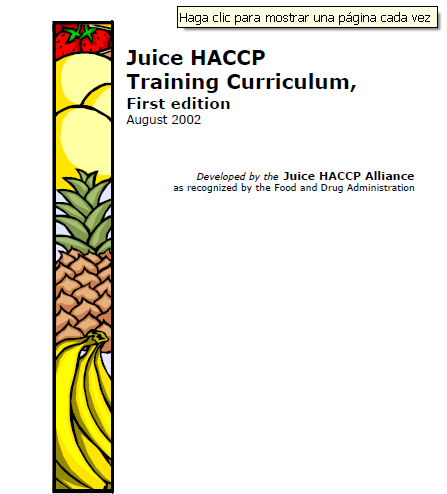 Haga clic para mostrar una página cada vez
Juice HACCP
Training Curriculum,
First edition
August 2002
Developed by the Juice HACCP Alliance
as recognized by the Food and Drug Administration